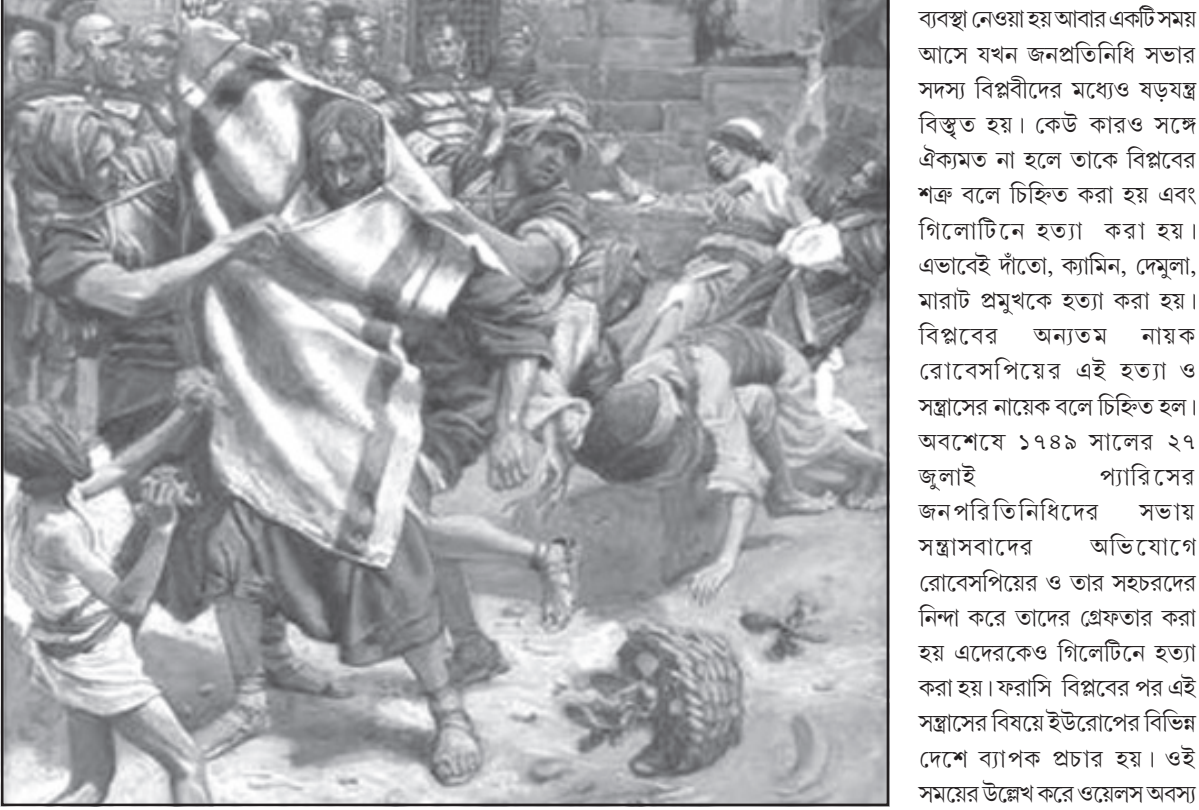 ব্যবস্থা নেওয়া হয় আবার একটি সময়
আসে যখন জনপ্রতিনিধি সভার
সদস্য বিপ্লবীদের মধ্যেও ষড়যন্ত্র
বিস্তৃত হয়। কেউ কারও সঙ্গে
ঐক্যমত না হলে তাকে বিপ্লবের
শত্রু বলে চিহ্নিত করা হয় এবং
গিলোটিনে হত্যা করা হয়।
এভাবেই দাঁতো, ক্যামিন, দেমুলা,
মারাট প্রমুখকে হত্যা করা হয়।
বিপ্লবের অন্যতম নায়ক
রোবেসপিয়ের এই হত্যা ও
সন্ত্রাসের নায়েক বলে চিহ্নিত হল।
অবশেষে ১৭৪৯ সালের ২৭
জুলাই প্যারিসের
জনপরিতিনিধিদের সভায়
সন্ত্রাসবাদের অভিযোগে
রোবেসপিয়ের ও তার সহচরদের
নিন্দা করে তাদের গ্রেফতার করা
হয় এদেরকেও গিলেটিনে হত্যা
করা হয়। ফরাসি বিপ্লবের পর এই
সন্ত্রাসের বিষয়ে ইউরোপের বিভিন্ন
দেশে ব্যাপক প্রচার হয়। ওই
সময়ের উল্লেখ করে ওয়েলস অবস্য